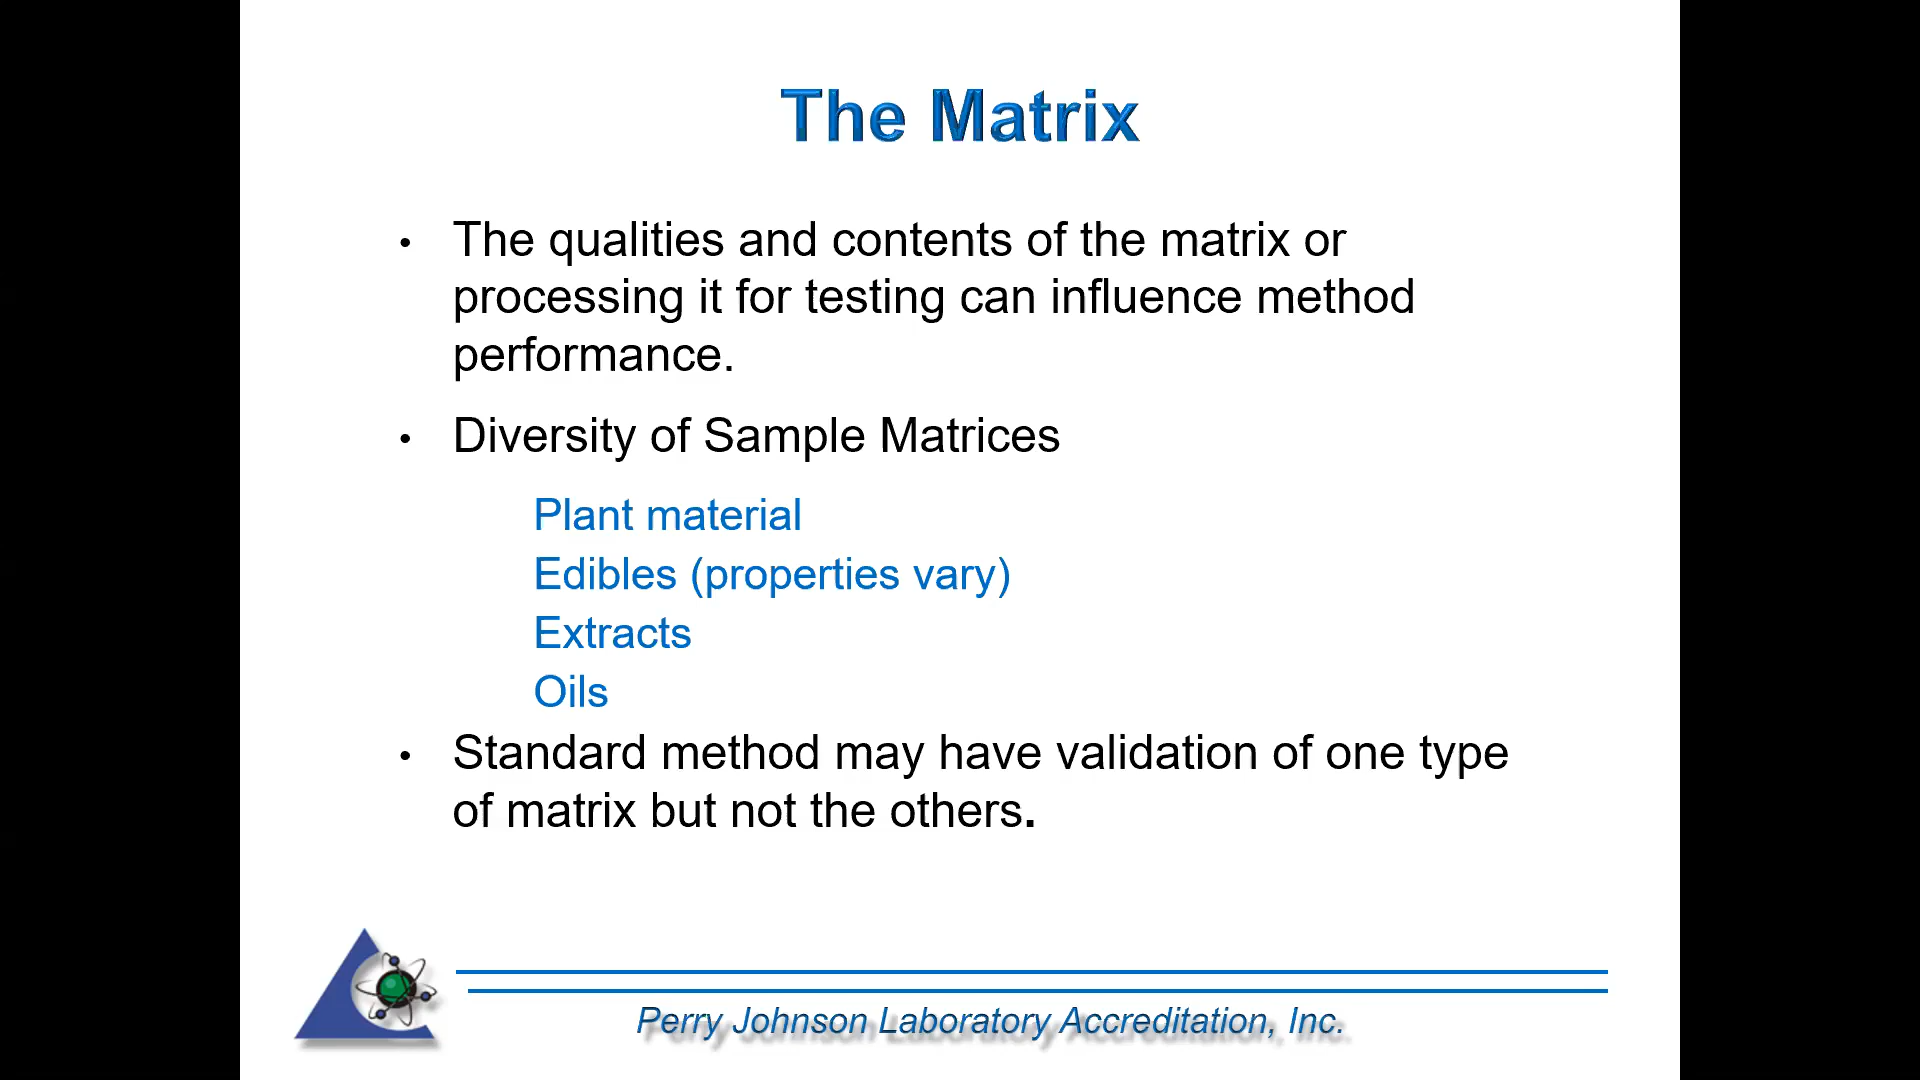 The Matrix
• The qualities and contents of the matrix or
processing it for testing can influence method
performance.
• Diversity of Sample Matrices
Plant material
Edibles (properties vary)
Extracts
Oils
• Standard method may have validation of one type
of matrix but not the others.
Perry Johnson Laboratory Accreditation, Inc.